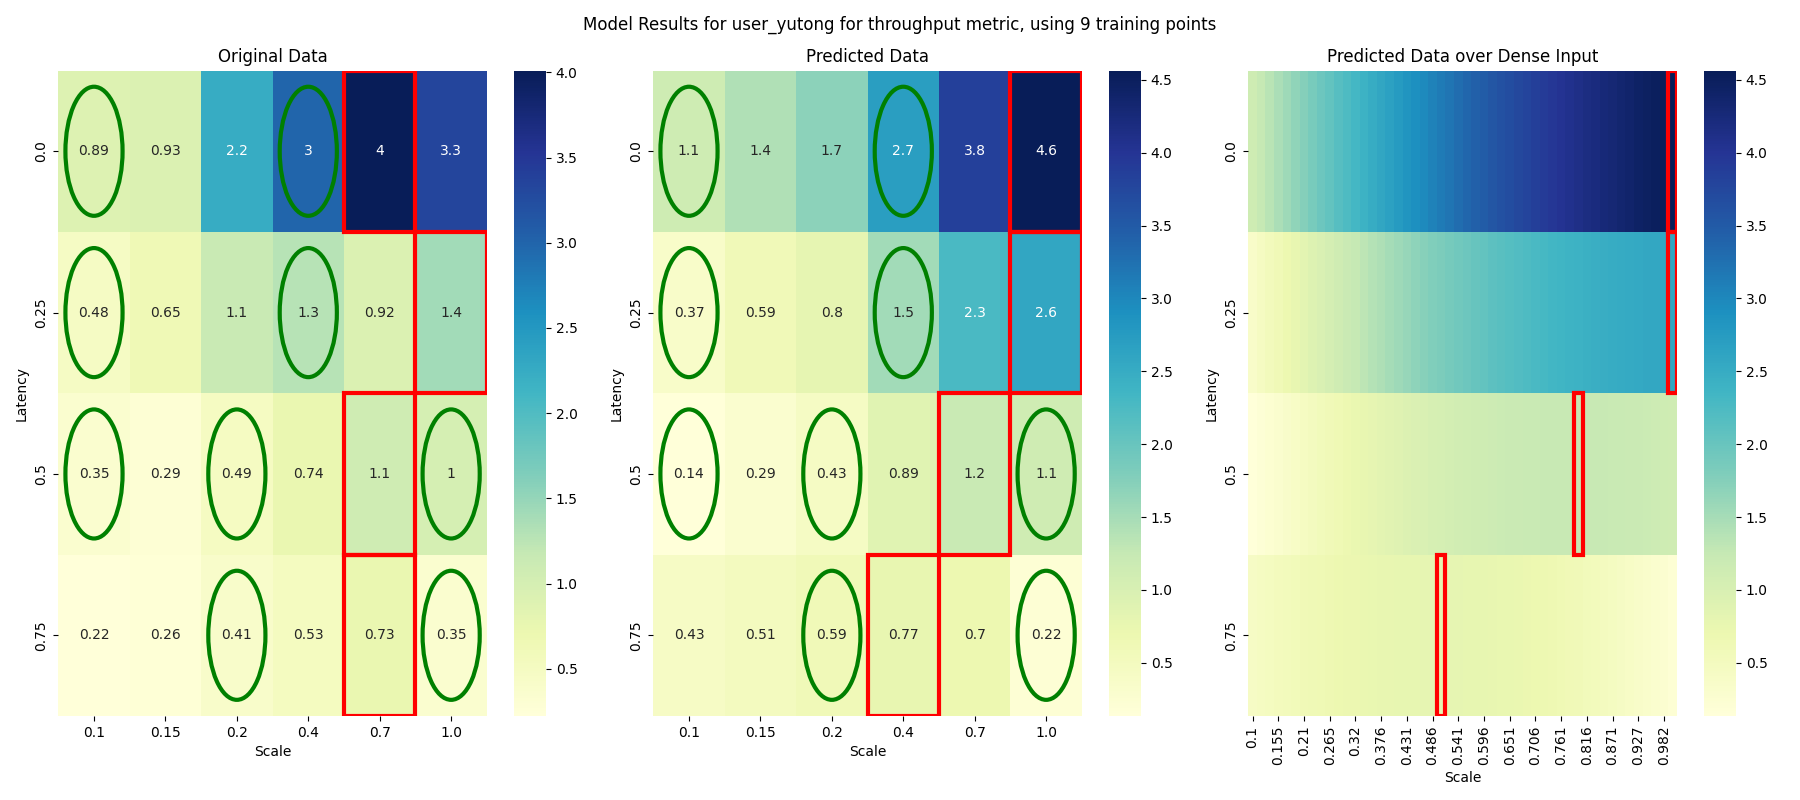 Model Results for user_yutong for throughput metric, using 9 training points
Original Data
0.0 0.89 0.93 2.2 3 4 3.3
0.25 0.48 0.65 1.1 1.3 0.92 1.4
0.5 0.35 0.29 0.49 0.74 1.1 1
0.75 0.22 0.26 0.41 0.53 0.73 0.35
0.1 0.15 0.2 0.4 0.7 1.0
Scale
Latency
4.0
3.5
3.0
2.5
2.0
1.5
1.0
0.5
Predicted Data
0.0 1.1 1.4 1.7 2.7 3.8 4.6
0.25 0.37 0.59 0.8 1.5 2.3 2.6
0.5 0.14 0.29 0.43 0.89 1.2 1.1
0.75 0.43 0.51 0.59 0.77 0.7 0.22
0.1 0.15 0.2 0.4 0.7 1.0
Scale
Latency
4.5
4.0
3.5
3.0
2.5
2.0
1.5
1.0
0.5
Predicted Data over Dense Input
0.0
0.25
0.5
0.75
0.1 0.155 0.21 0.265 0.32 0.376 0.431 0.486 0.541 0.596 0.651 0.706 0.761 0.816 0.871 0.927 0.982
Scale
Latency
4.5
4.0
3.5
3.0
2.5
2.0
1.5
1.0
0.5